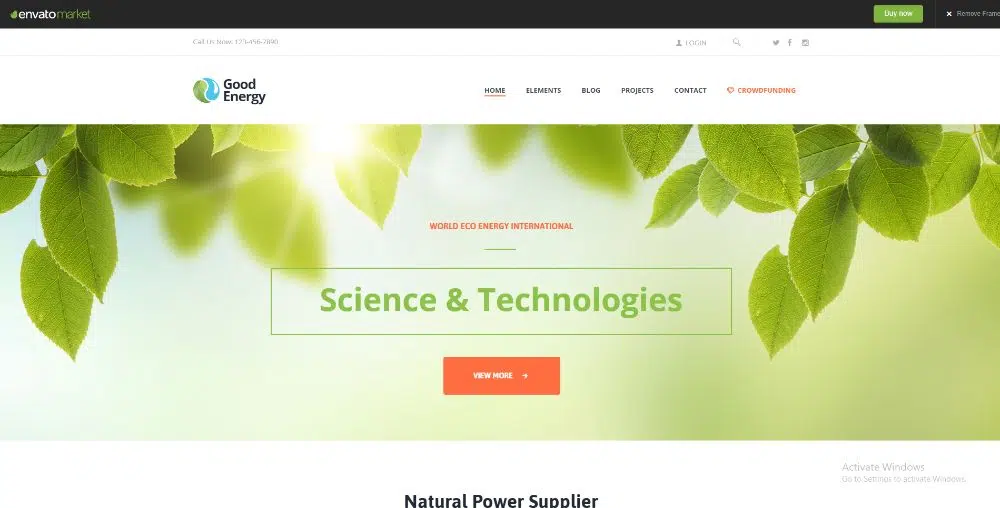 envatomarket
Buy now
Remove Frame
Call Us Now: 123-456-7890
LOGIN
Good
Energy
HOME
ELEMENTS
BLOG
PROJECTS
CONTACT
CROWDFUNDING
WORLD ECO ENERGY INTERNATIONAL
Science & Technologies
VIEW MORE
Activate Windows
Go to Settings to activate Windows.
Natural Power Supplier